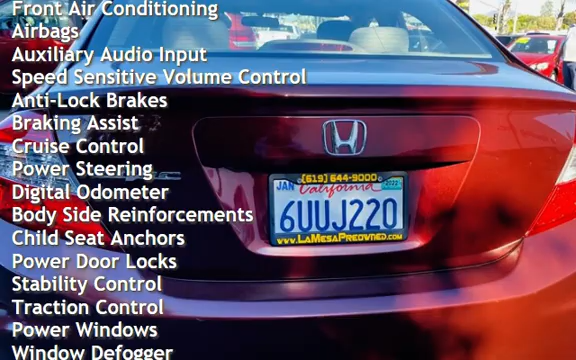 Front Air Conditioning
Airbags
Auxiliary Audio Input
Speed Sensitive Volume Control
Anti-Lock Brakes
Braking Assist
Cruise Control
Power Steering
Digital Odometer
Body Side Reinforcements
Child Seat Anchors
Power Door Locks
Stability Control
Traction Control
Power Windows
Window Defogger
(619) 644-9000
JAN California 2022
6UUJ220
www.LaMesaPreowned.com